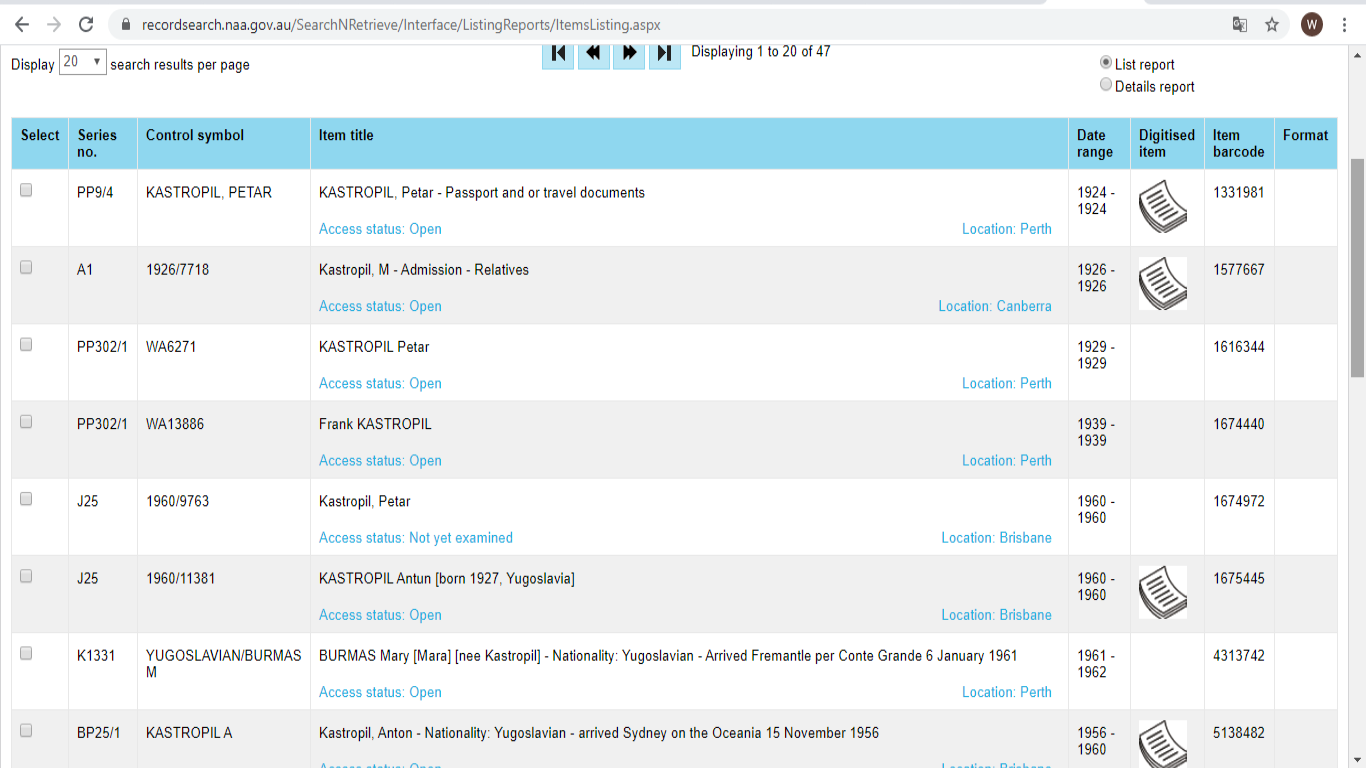 recordsearch.naa.gov.au/SearchNRetrieve/Interface/ListingReports/ItemsListing.aspx
W
Display 20 search results per page
Displaying 1 to 20 of 47
List report
Details report
Select Series no. Control symbol Item title Date range Digitised item Item barcode Format
PP9/4 KASTROPIL, PETAR KASTROPIL, Petar - Passport and or travel documents 1924 - 1924 1331981
Access status: Open Location: Perth
A1 1926/7718 Kastropil, M - Admission - Relatives 1926 - 1926 1577667
Access status: Open Location: Canberra
PP302/1 WA6271 KASTROPIL Petar 1929 - 1929 1616344
Access status: Open Location: Perth
PP302/1 WA13886 Frank KASTROPIL 1939 - 1939 1674440
Access status: Open Location: Perth
J25 1960/9763 Kastropil, Petar 1960 - 1960 1674972
Access status: Not yet examined Location: Brisbane
J25 1960/11381 KASTROPIL Antun [born 1927, Yugoslavia] 1960 - 1960 1675445
Access status: Open Location: Brisbane
K1331 YUGOSLAVIAN/BURMAS M BURMAS Mary [Mara] [nee Kastropil] - Nationality: Yugoslavian - Arrived Fremantle per Conte Grande 6 January 1961 1961 - 1962 4313742
Access status: Open Location: Perth
BP25/1 KASTROPIL A Kastropil, Anton - Nationality: Yugoslavian - arrived Sydney on the Oceania 15 November 1956 1956 - 1960 5138482
Access status: Open Location: Brisbane